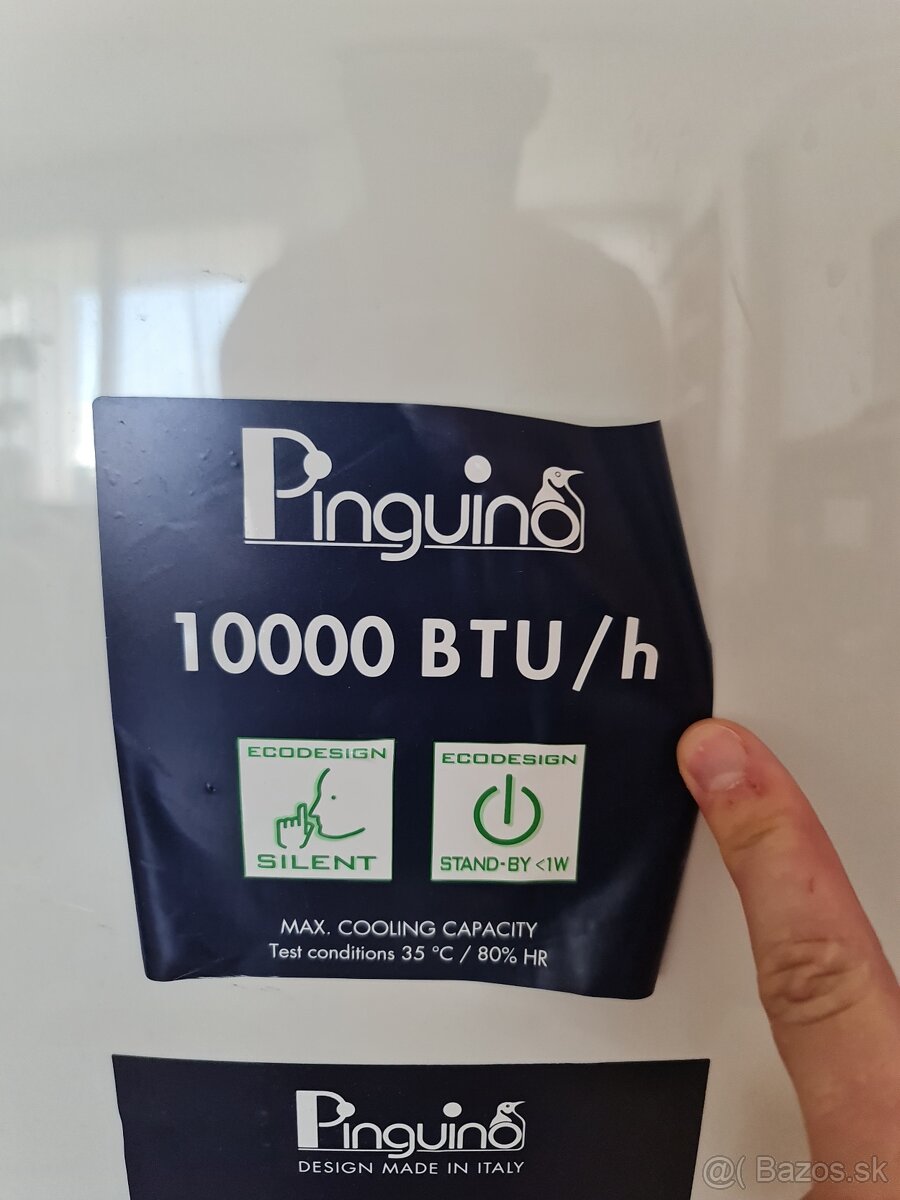 Pinguino
10000 BTU/h
ECODESIGN
SILENT
ECODESIGN
STAND-BY <1W
MAX. COOLING CAPACITY
Test conditions 35 °C / 80% HR
Pinguino
DESIGN MADE IN ITALY
@( Bazos.sk